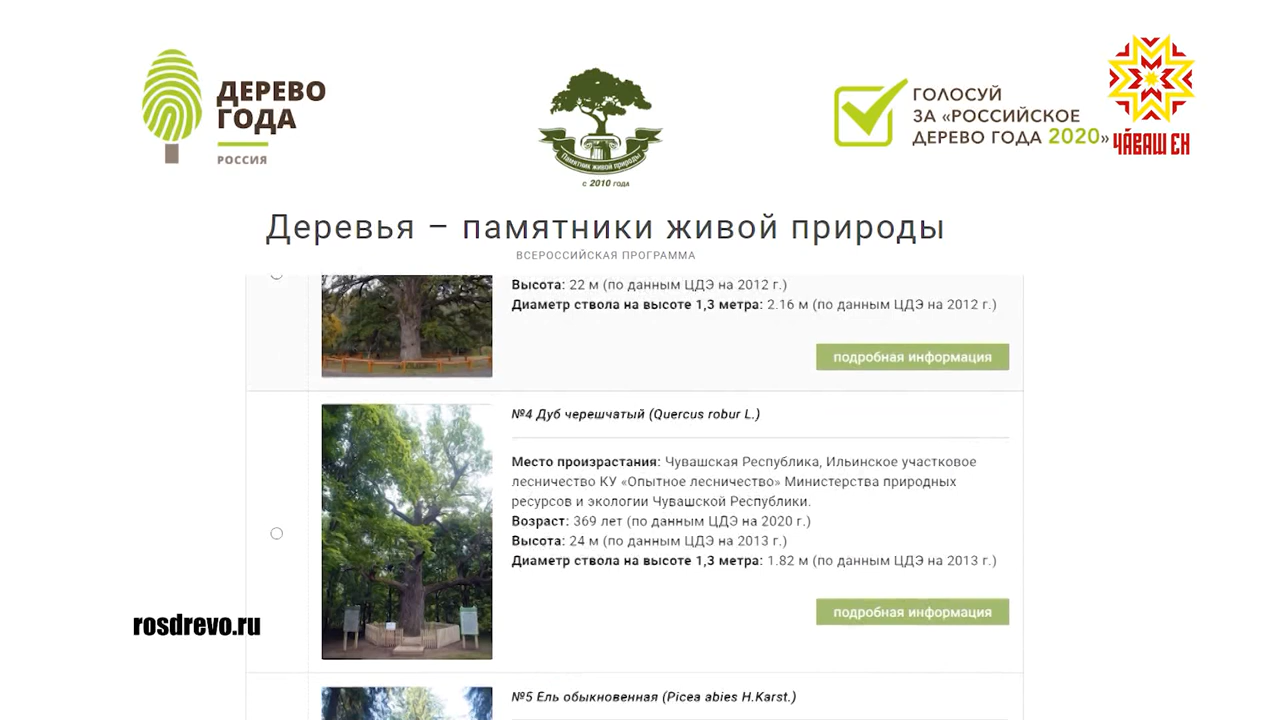 ДЕРЕВО
ГОДА
РОССИЯ
Памятник живой природы
с 2010 года
ГОЛОСУЙ
ЗА «РОССИЙСКОЕ
ДЕРЕВО ГОДА 2020»
ЧӐВАШ ЕН
Деревья – памятники живой природы
ВСЕРОССИЙСКАЯ ПРОГРАММА
Высота: 22 м (по данным ЦДЭ на 2012 г.)
Диаметр ствола на высоте 1,3 метра: 2.16 м (по данным ЦДЭ на 2012 г.)
подробная информация
№4 Дуб черешчатый (Quercus robur L.)
Место произрастания: Чувашская Республика, Ильинское участковое
лесничество КУ «Опытное лесничество» Министерства природных
ресурсов и экологии Чувашской Республики.
Возраст: 369 лет (по данным ЦДЭ на 2020 г.)
Высота: 24 м (по данным ЦДЭ на 2013 г.)
Диаметр ствола на высоте 1,3 метра: 1.82 м (по данным ЦДЭ на 2013 г.)
подробная информация
rosdrevo.ru
№5 Ель обыкновенная (Picea abies H.Karst.)